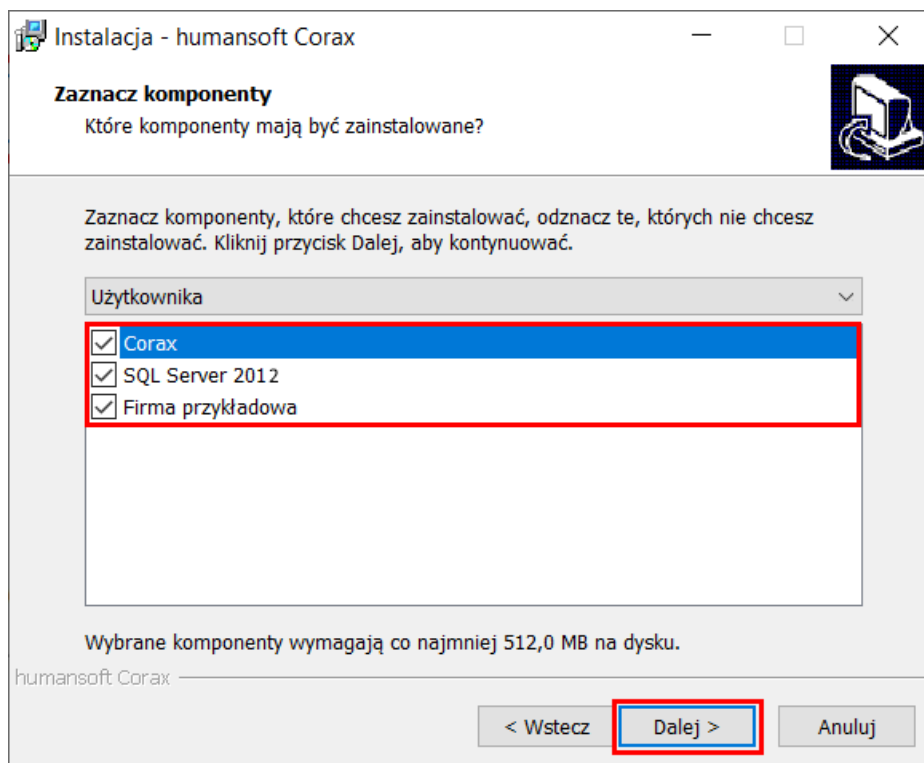 Instalacja - humansoft Corax
Zaznacz komponenty
Które komponenty mają być zainstalowane?
Zaznacz komponenty, które chcesz zainstalować, odznacz te, których nie chcesz
zainstalować. Kliknij przycisk Dalej, aby kontynuować.
Użytkownika
Corax
SQL Server 2012
Firma przykładowa
Wybrane komponenty wymagają co najmniej 512,0 MB na dysku.
humansoft Corax
< Wstecz Dalej > Anuluj